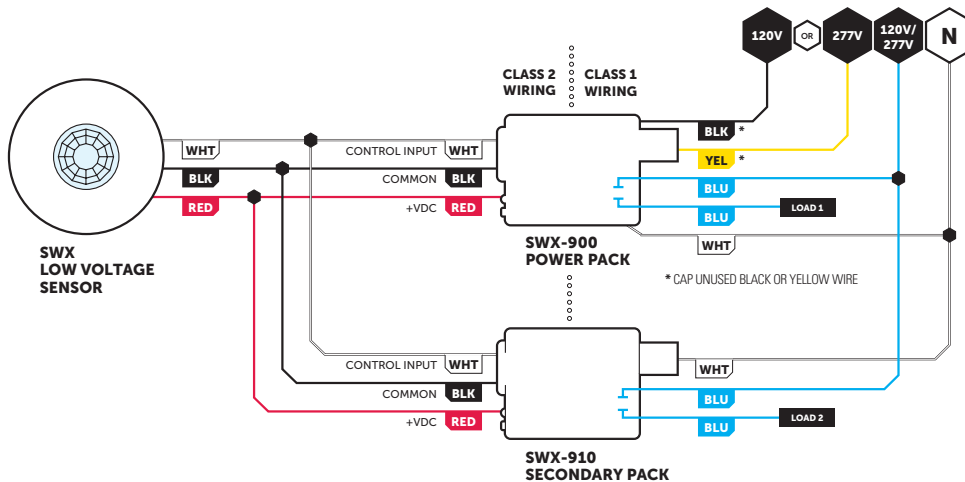 120V
OR
277V
120V/
277V
N
CLASS 2
WIRING
CLASS 1
WIRING
WHT
CONTROL INPUT WHT
BLK *
BLK
COMMON BLK
YEL *
RED
+VDC RED
BLU
BLU
LOAD 1
SWX
LOW VOLTAGE
SENSOR
SWX-900
POWER PACK
WHT
* CAP UNUSED BLACK OR YELLOW WIRE
CONTROL INPUT WHT
WHT
COMMON BLK
BLU
+VDC RED
BLU
LOAD 2
SWX-910
SECONDARY PACK